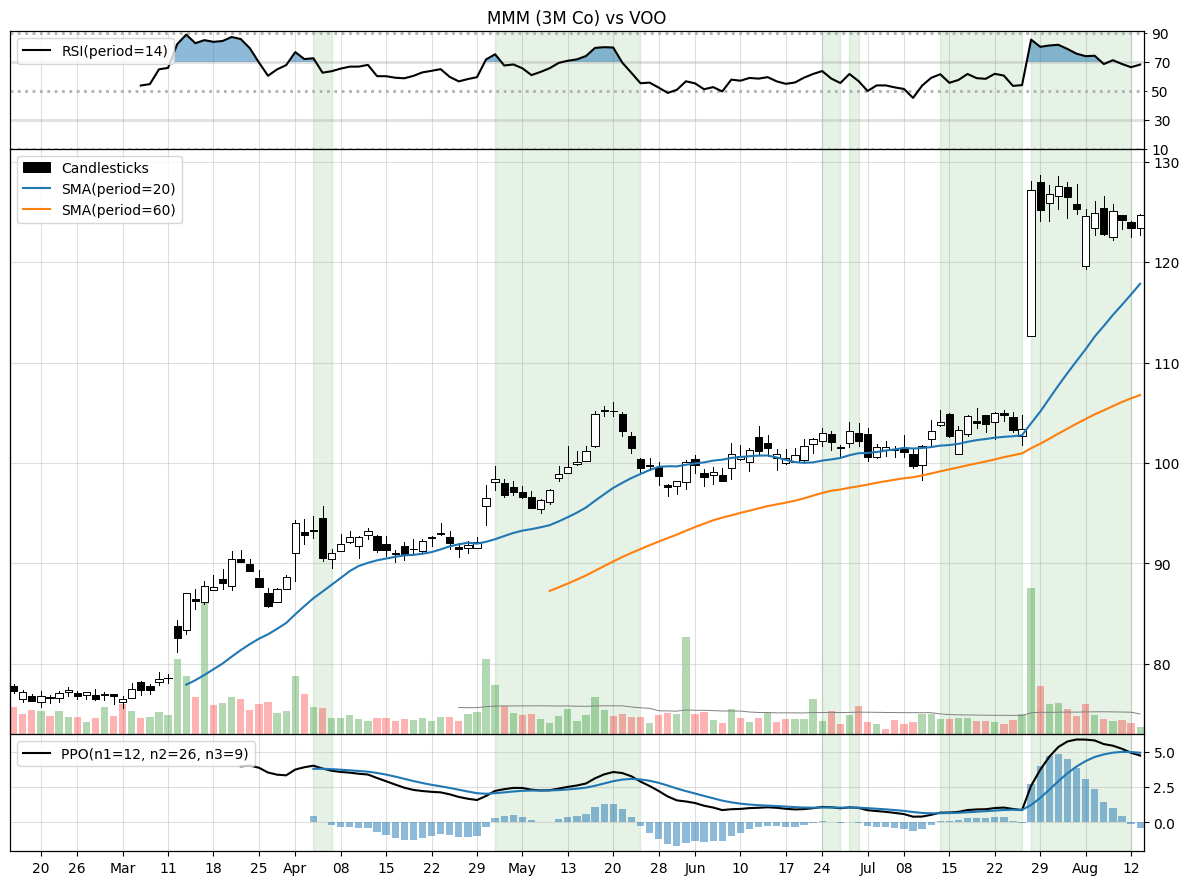 MMM (3M Co) vs VOO
RSI(period=14)
90
70
50
30
10
Candlesticks
SMA(period=20)
SMA(period=60)
130
120
110
100
90
80
PPO(n1=12, n2=26, n3=9)
5.0
2.5
0.0
20 26 Mar 11 18 25 Apr 08 15 22 29 May 13 20 28 Jun 10 17 24 Jul 08 15 22 29 Aug 12